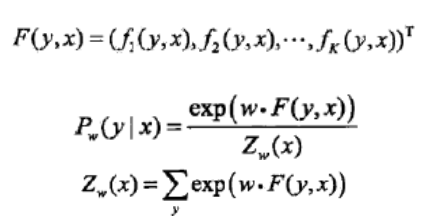 F(y,x)=(f₁(y,x),f₂(y,x),⋯,f_K(y,x))ᵀ
P_w(y|x)=exp(w•F(y,x))/Z_w(x)
Z_w(x)=∑_y exp(w•F(y,x))